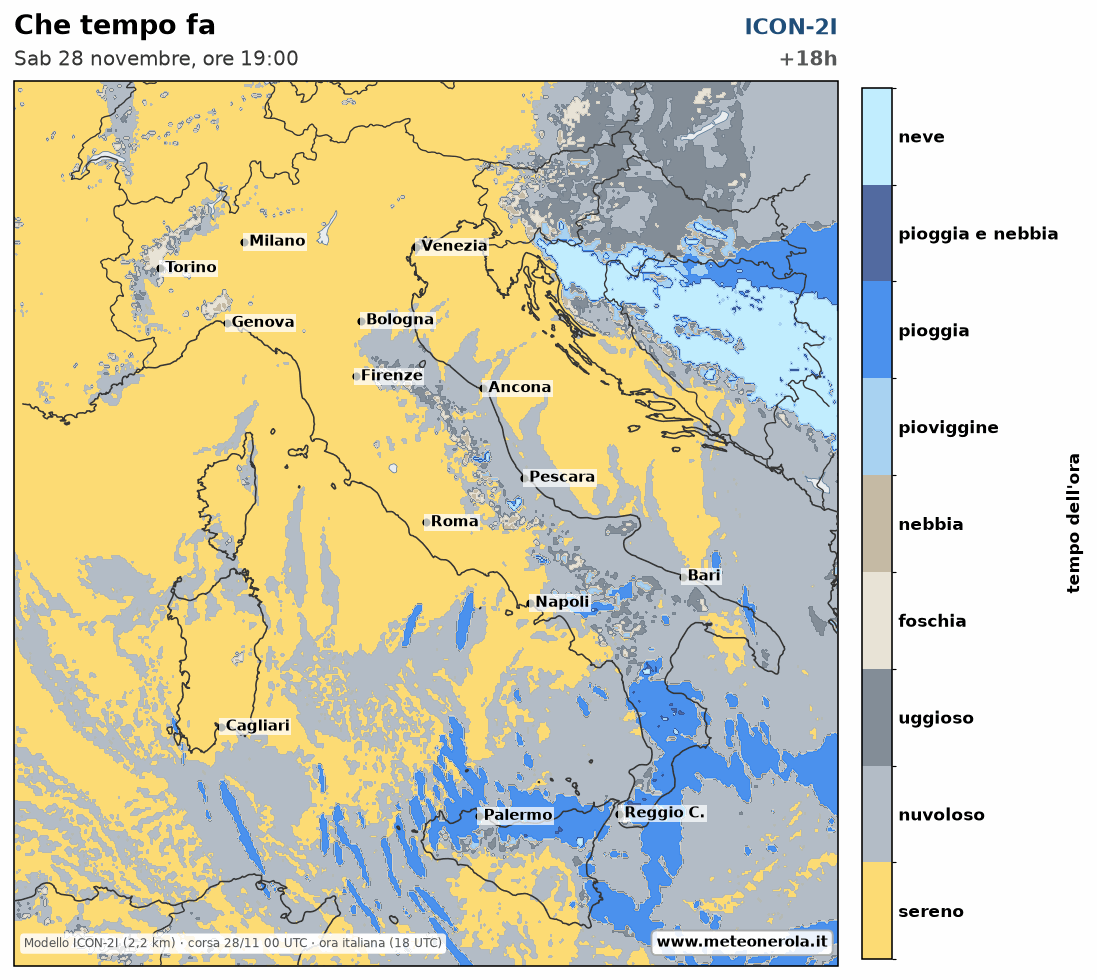 Che tempo fa
ICON-2I
Sab 28 novembre, ore 19:00
+18h
neve
pioggia e nebbia
pioggia
pioviggine
nebbia
foschia
uggioso
nuvoloso
sereno
tempo dell'ora
Milano
Venezia
Torino
Genova
Bologna
Firenze
Ancona
Pescara
Roma
Bari
Napoli
Cagliari
Palermo
Reggio C.
Modello ICON-2I (2,2 km) · corsa 28/11 00 UTC · ora italiana (18 UTC)
www.meteonerola.it